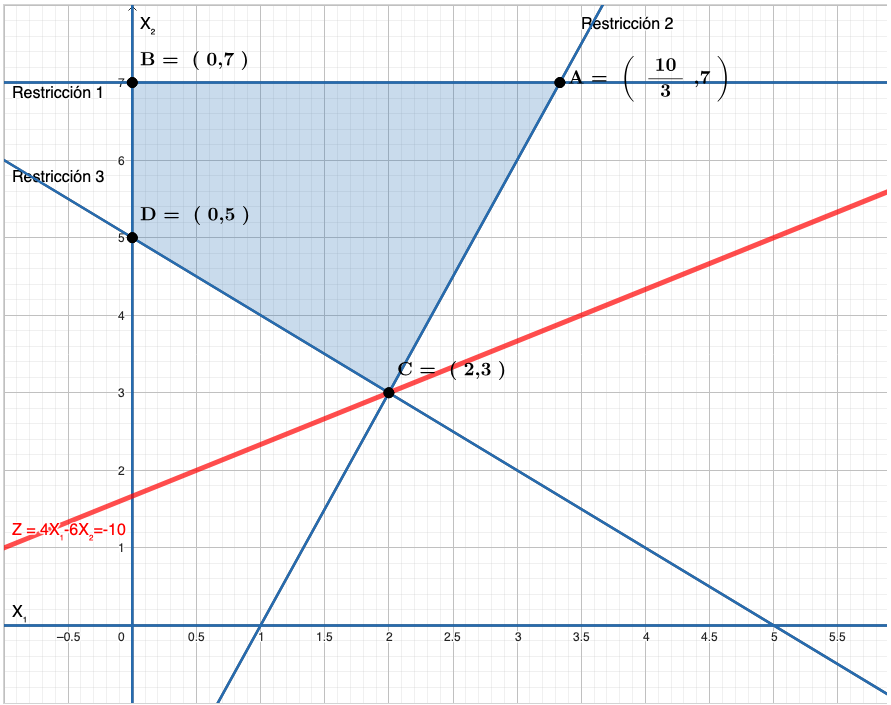 X₂
Restricción 2
B = ( 0,7 )
A = ( 10/3 ,7 )
7
Restricción 1
6
Restricción 3
D = ( 0,5 )
5
4
C = ( 2,3 )
3
2
Z = 4X₁-6X₂=-10
1
X₁
−0.5 0 0.5 1 1.5 2 2.5 3 3.5 4 4.5 5 5.5